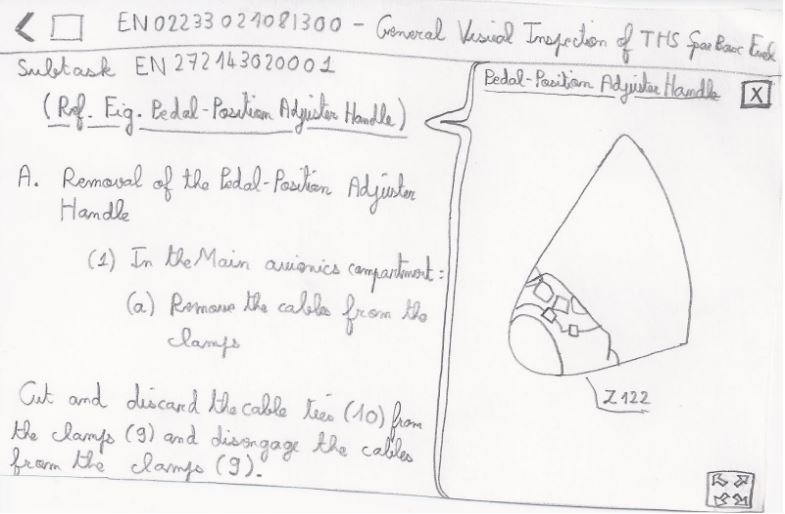 EN02233021081300 - General Visual Inspection of THS Spar Box
Subtask EN272143020001
(Ref. Fig. Pedal-Position Adjuster Handle)
A. Removal of the Pedal-Position Adjuster
Handle
(1) In the Main avionics compartment:
(a) Remove the cables from the
clamps
Cut and discard the cable ties (10) from
the clamps (9) and disengage the cables
from the clamps (9).
Pedal-Position Adjuster Handle
X
Z122